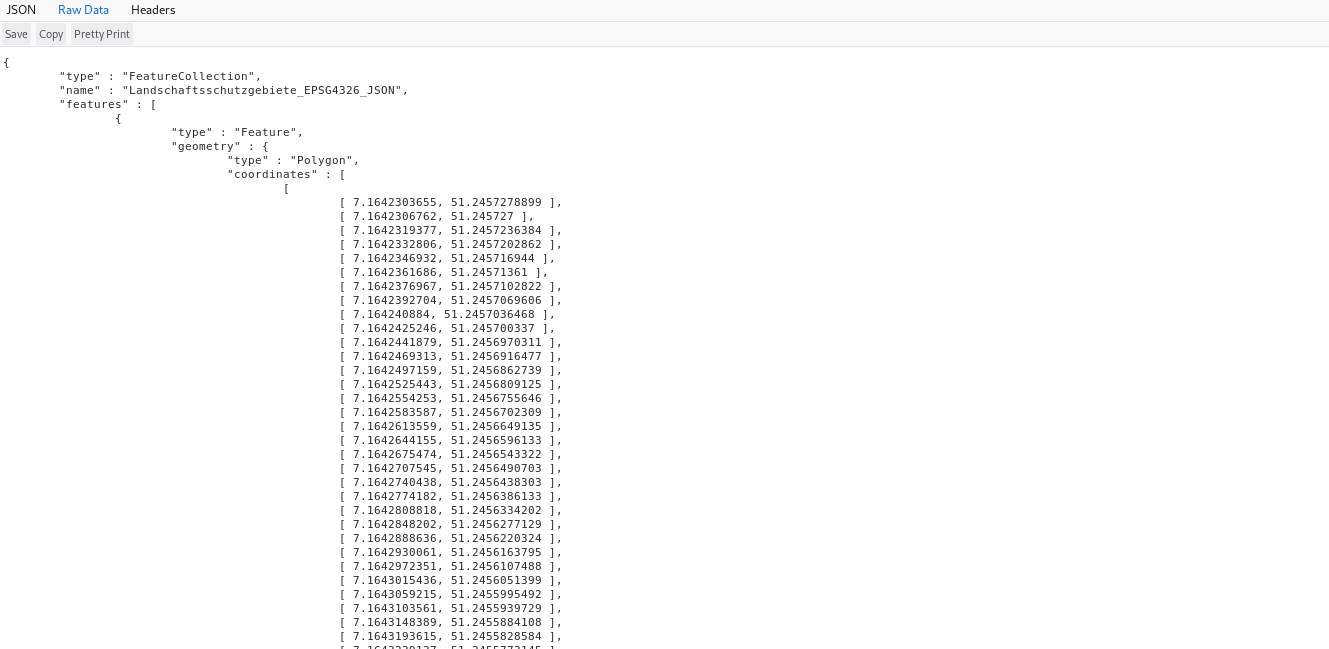 JSON Raw Data Headers
Save Copy Pretty Print
{
"type" : "FeatureCollection",
"name" : "Landschaftsschutzgebiete_EPSG4326_JSON",
"features" : [
{
"type" : "Feature",
"geometry" : {
"type" : "Polygon",
"coordinates" : [
[
[ 7.1642303655, 51.2457278899 ],
[ 7.1642306762, 51.245727 ],
[ 7.1642319377, 51.2457236384 ],
[ 7.1642332806, 51.2457202862 ],
[ 7.1642346932, 51.245716944 ],
[ 7.1642361686, 51.24571361 ],
[ 7.1642376967, 51.2457102822 ],
[ 7.1642392704, 51.2457069606 ],
[ 7.164240884, 51.2457036468 ],
[ 7.1642425246, 51.245700337 ],
[ 7.1642441879, 51.2456970311 ],
[ 7.1642469313, 51.2456916477 ],
[ 7.1642497159, 51.2456862739 ],
[ 7.1642525443, 51.2456809125 ],
[ 7.1642554253, 51.2456755646 ],
[ 7.1642583587, 51.2456702309 ],
[ 7.1642613559, 51.2456649135 ],
[ 7.1642644155, 51.2456596133 ],
[ 7.1642675474, 51.2456543322 ],
[ 7.1642707545, 51.2456490703 ],
[ 7.1642740438, 51.2456438303 ],
[ 7.1642774182, 51.2456386133 ],
[ 7.1642808818, 51.2456334202 ],
[ 7.1642848202, 51.2456277129 ],
[ 7.1642888636, 51.2456220324 ],
[ 7.1642930061, 51.2456163795 ],
[ 7.1642972351, 51.2456107488 ],
[ 7.1643015436, 51.2456051399 ],
[ 7.1643059215, 51.2455995492 ],
[ 7.1643103561, 51.2455939729 ],
[ 7.1643148389, 51.2455884108 ],
[ 7.1643193615, 51.2455828584 ],